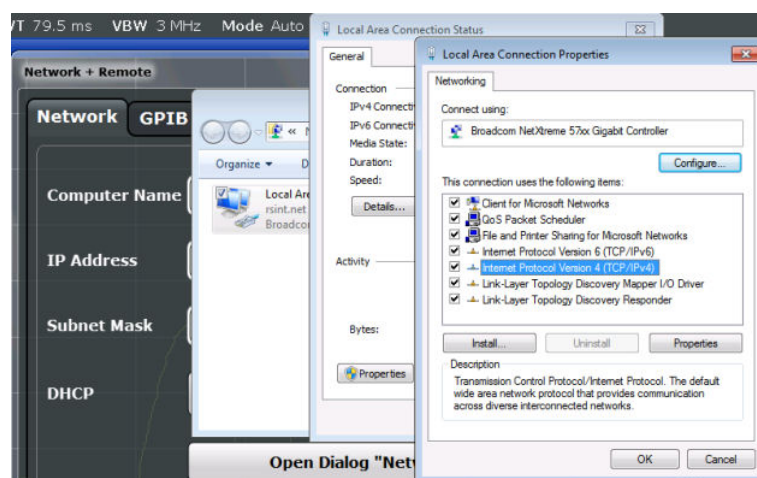 VT 79.5 ms VBW 3 MHz Mode Auto
Network + Remote
Network GPIB
Computer Name
IP Address
Subnet Mask
DHCP
Open Dialog "Net
Organize
Local Are
rsint.net
Broadco
Local Area Connection Status
General
Connection
IPv4 Connecti
IPv6 Connecti
Media State:
Duration:
Speed:
Details...
Activity
Bytes:
Properties
Local Area Connection Properties
Networking
Connect using:
Broadcom NetXtreme 57xx Gigabit Controller
Configure...
This connection uses the following items:
Client for Microsoft Networks
QoS Packet Scheduler
File and Printer Sharing for Microsoft Networks
Internet Protocol Version 6 (TCP/IPv6)
Internet Protocol Version 4 (TCP/IPv4)
Link-Layer Topology Discovery Mapper I/O Driver
Link-Layer Topology Discovery Responder
Install... Uninstall Properties
Description
Transmission Control Protocol/Internet Protocol. The default
wide area network protocol that provides communication
across diverse interconnected networks.
OK Cancel